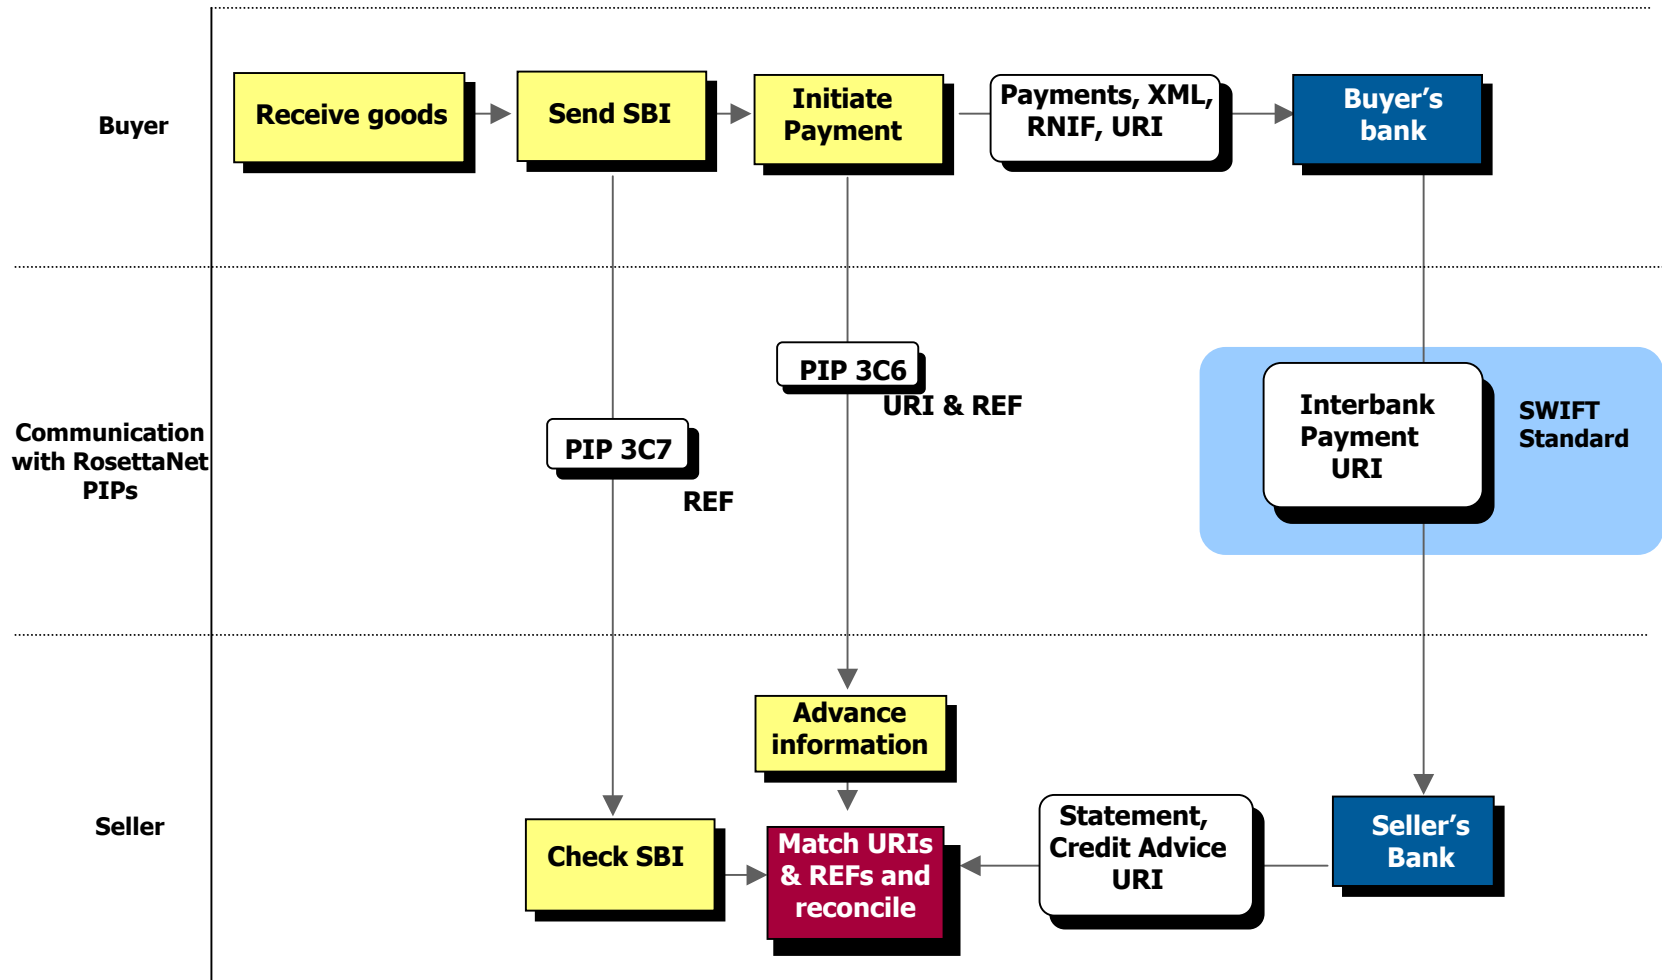 Buyer
Receive goods
Send SBI
Initiate
Payment
Payments, XML,
RNIF, URI
Buyer’s
bank
Communication
with RosettaNet
PIPs
PIP 3C7
REF
PIP 3C6
URI & REF
Interbank
Payment
URI
SWIFT
Standard
Seller
Advance
information
Check SBI
Match URIs
& REFs and
reconcile
Statement,
Credit Advice
URI
Seller’s
Bank